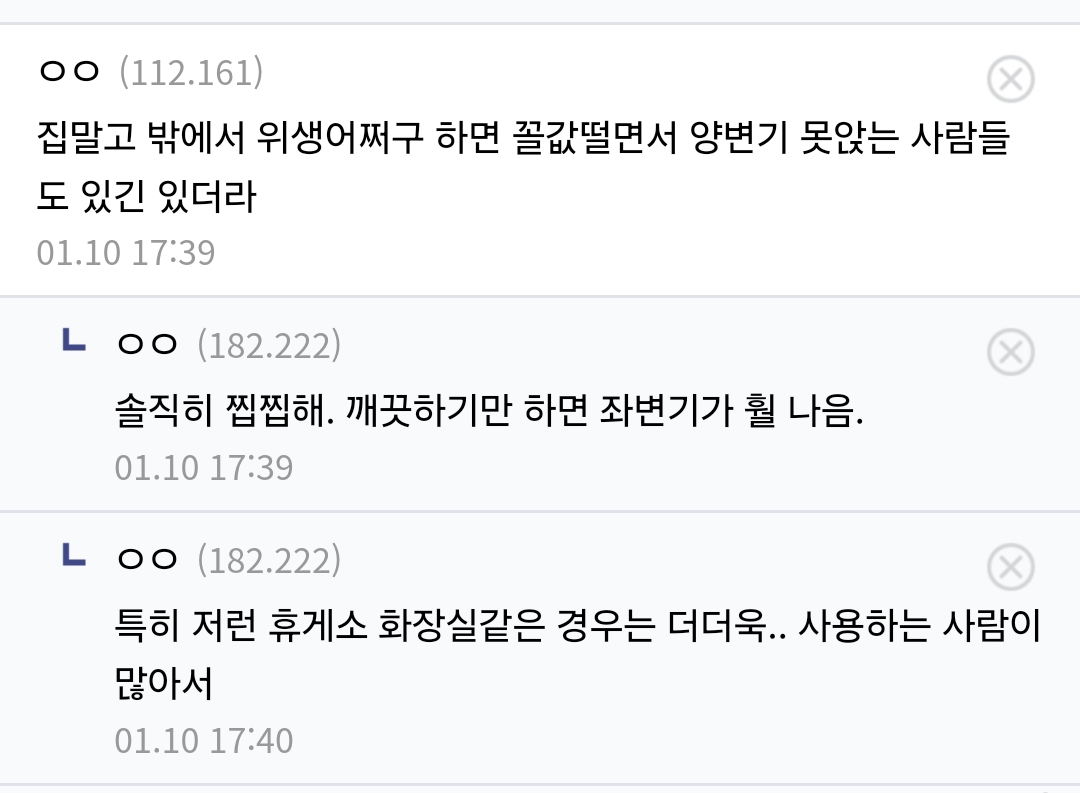 ㅇㅇ (112.161)
집말고 밖에서 위생어쩌구 하면 꼴값떨면서 양변기 못앉는 사람들
도 있긴 있더라
01.10 17:39
ㅇㅇ (182.222)
솔직히 찝찝해. 깨끗하기만 하면 좌변기가 훨 나음.
01.10 17:39
ㅇㅇ (182.222)
특히 저런 휴게소 화장실같은 경우는 더더욱.. 사용하는 사람이
많아서
01.10 17:40